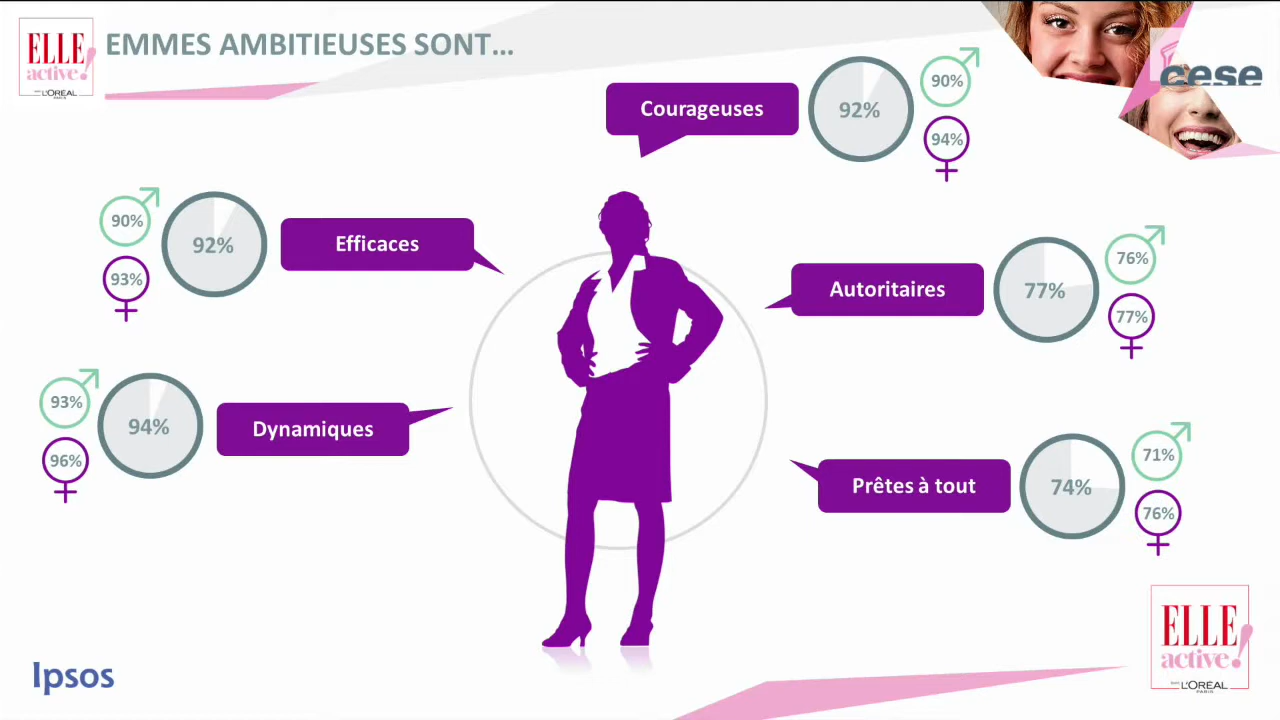 ELLE
active!
L'ORÉAL
PARIS
EMMES AMBITIEUSES SONT...
cese
Courageuses
92%
90%
94%
90%
92%
93%
Efficaces
Autoritaires
77%
76%
77%
93%
94%
96%
Dynamiques
Prêtes à tout
74%
71%
76%
Ipsos
ELLE
active!
L'ORÉAL
PARIS